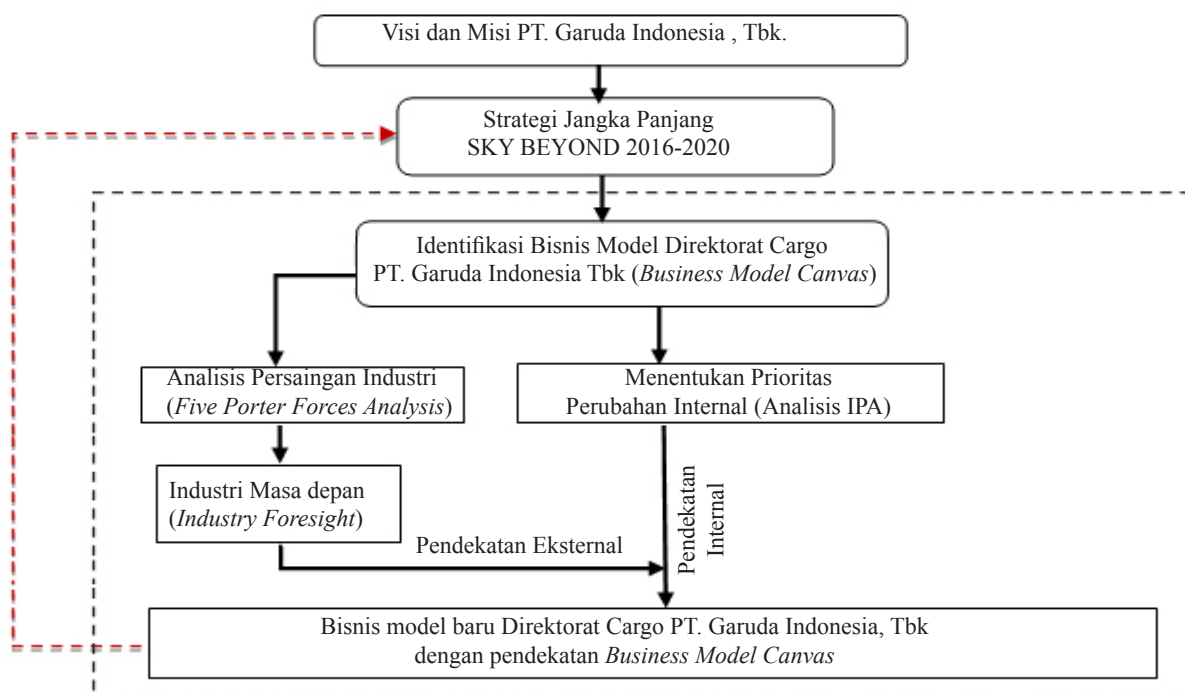 Visi dan Misi PT. Garuda Indonesia , Tbk.
Strategi Jangka Panjang
SKY BEYOND 2016-2020
Identifikasi Bisnis Model Direktorat Cargo
PT. Garuda Indonesia Tbk (Business Model Canvas)
Analisis Persaingan Industri
(Five Porter Forces Analysis)
Menentukan Prioritas
Perubahan Internal (Analisis IPA)
Industri Masa depan
(Industry Foresight)
Pendekatan Eksternal
Pendekatan
Internal
Bisnis model baru Direktorat Cargo PT. Garuda Indonesia, Tbk
dengan pendekatan Business Model Canvas